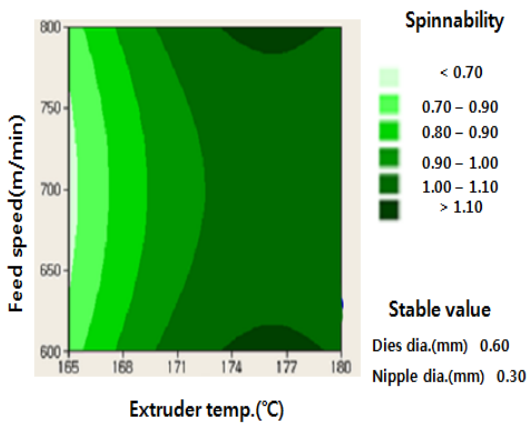 Spinnability
< 0.70
0.70 – 0.90
0.80 – 0.90
0.90 – 1.00
1.00 – 1.10
> 1.10
Feed speed(m/min)
800
750
700
650
600
165 168 171 174 177 180
Extruder temp.(℃)
Stable value
Dies dia.(mm) 0.60
Nipple dia.(mm) 0.30